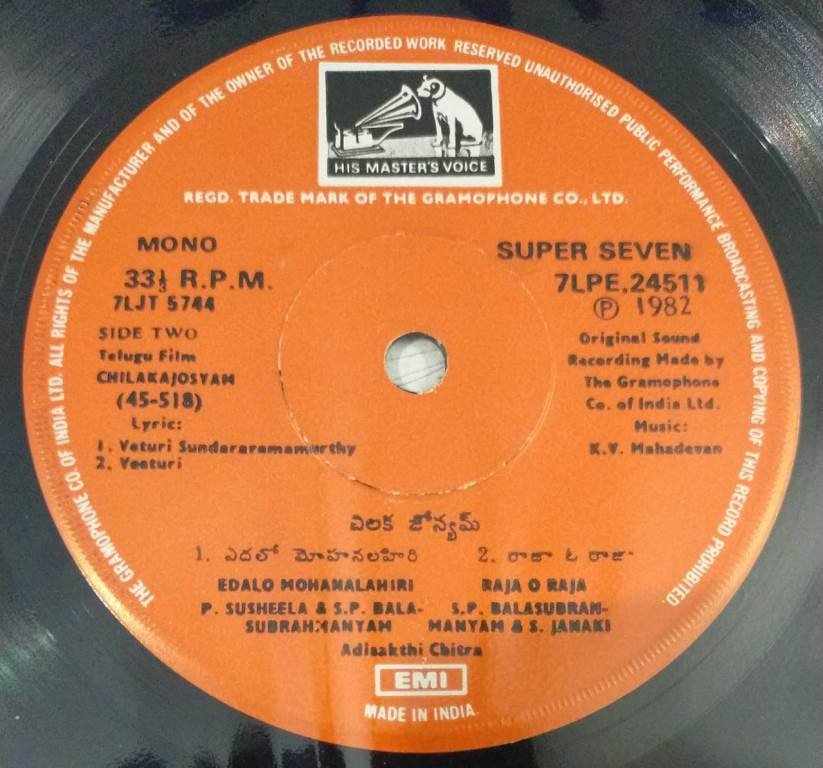 THE GRAMOPHONE CO. OF INDIA LTD. ALL RIGHTS OF THE MANUFACTURER AND OF THE OWNER OF THE RECORDED WORK RESERVED UNAUTHORISED PUBLIC PERFORMANCE BROADCASTING AND COPYING OF THIS RECORD PROHIBITED.
HIS MASTER'S VOICE
REGD. TRADE MARK OF THE GRAMOPHONE CO., LTD.
MONO
33⅓ R.P.M.
7LJT 5744
SIDE TWO
Telugu Film
CHILAKAJOSYAM
(45-518)
Lyric:
1. Veturi Sundararamamurthy
2. Veeturi
SUPER SEVEN
7LPE.24511
℗ 1982
Original Sound
Recording Made by
The Gramophone
Co. of India Ltd.
Music:
K.V. Mahadevan
చిలక జోస్యమ్
1. ఎదలో మోహనలహిరి 2. రాజా ఓ రాజా
EDALO MOHANALAHIRI RAJA O RAJA
P. SUSHEELA & S.P. BALA- S.P. BALASUBRAH-
SUBRAHMANYAM MANYAM & S. JANAKI
Adisakthi Chitra
EMI
MADE IN INDIA.